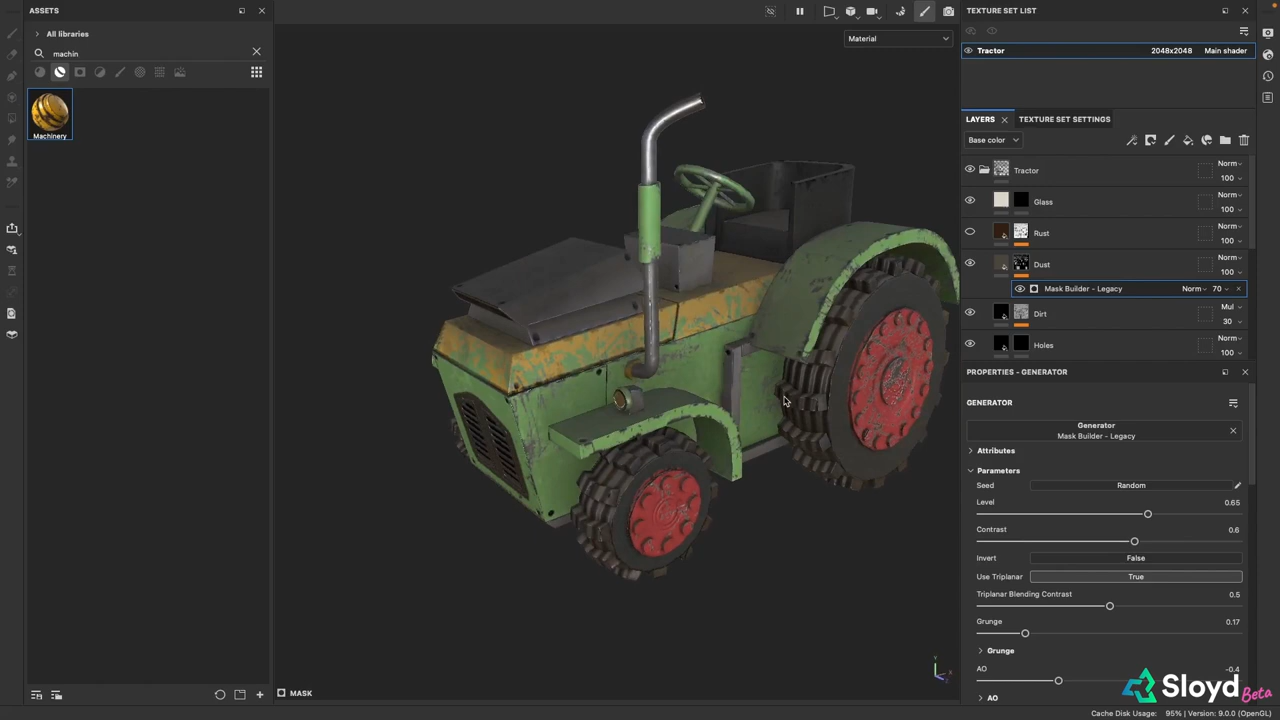 ASSETS
All libraries
machin
Machinery
Material
MASK
TEXTURE SET LIST
Tractor 2048x2048 Main shader
LAYERS TEXTURE SET SETTINGS
Base color
Tractor Norm 100
Glass Norm 100
Rust Norm 100
Dust Norm 100
Mask Builder - Legacy Norm 70
Dirt Mul 30
Holes Norm 100
PROPERTIES - GENERATOR
GENERATOR
Generator
Mask Builder - Legacy
Attributes
Parameters
Seed Random
Level 0.65
Contrast 0.6
Invert False
Use Triplanar True
Triplanar Blending Contrast 0.5
Grunge 0.17
Grunge
AO -0.4
AO
Sloyd Beta
Cache Disk Usage: 95% | Version: 9.0.0 (OpenGL)